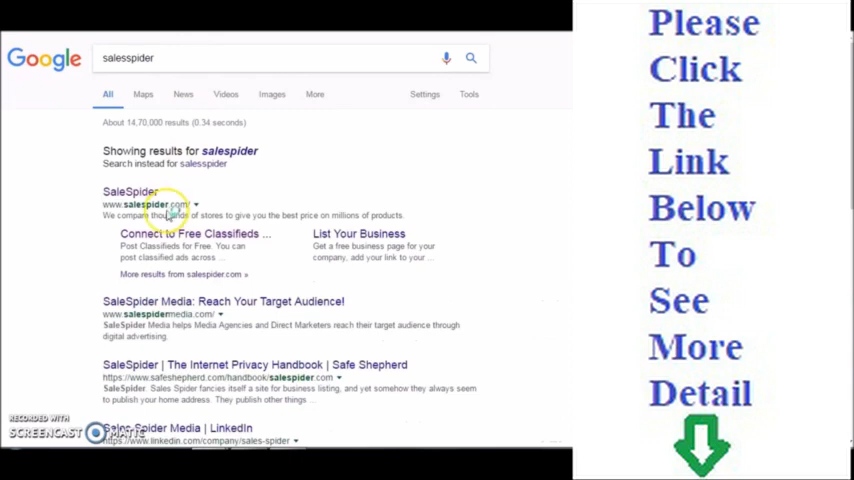 Google
salesspider
All Maps News Videos Images More Settings Tools
About 14,70,000 results (0.34 seconds)
Showing results for salespider
Search instead for salesspider
SaleSpider
www.salespider.com/
We compare thousands of stores to give you the best price on millions of products.
Connect to Free Classifieds ...
Post Classifieds for Free. You can
post classified ads across ...
List Your Business
Get a free business page for your
company, add your link to your ...
More results from salespider.com »
SaleSpider Media: Reach Your Target Audience!
www.salespidermedia.com/
SaleSpider Media helps Media Agencies and Direct Marketers reach their target audience through
digital advertising.
SaleSpider | The Internet Privacy Handbook | Safe Shepherd
https://www.safeshepherd.com/handbook/salespider.com
SaleSpider. Sales Spider fancies itself a site for business listing, and yet somehow they always seem
to publish your home address. They publish other things ...
Sales Spider Media | LinkedIn
https://www.linkedin.com/company/sales-spider
RECORDED WITH
SCREENCAST MATIC
Please
Click
The
Link
Below
To
See
More
Detail